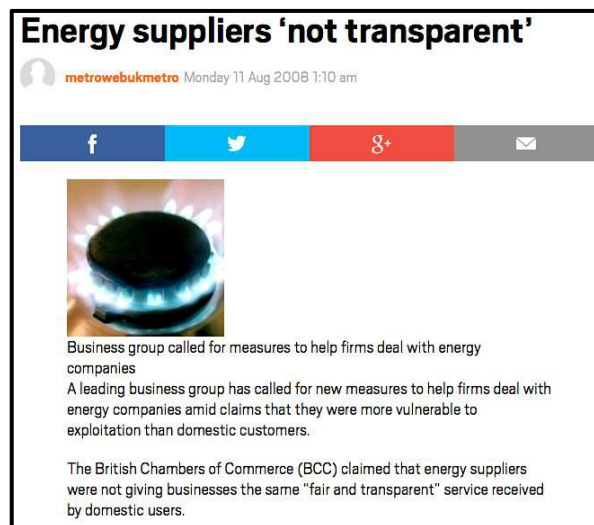 Energy suppliers ‘not transparent’
metrowebukmetro Monday 11 Aug 2008 1:10 am
f
g+
Business group called for measures to help firms deal with energy
companies
A leading business group has called for new measures to help firms deal with
energy companies amid claims that they were more vulnerable to
exploitation than domestic customers.
The British Chambers of Commerce (BCC) claimed that energy suppliers
were not giving businesses the same "fair and transparent" service received
by domestic users.